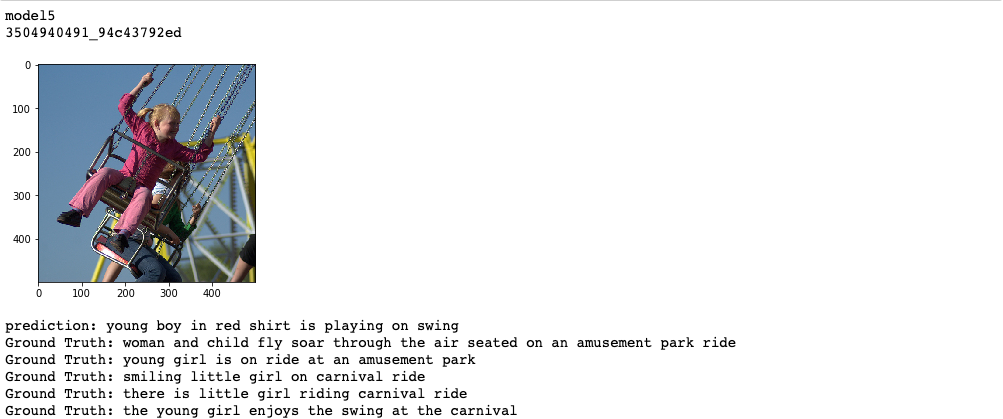 model5
3504940491_94c43792ed
0
100
200
300
400
0 100 200 300 400
prediction: young boy in red shirt is playing on swing
Ground Truth: woman and child fly soar through the air seated on an amusement park ride
Ground Truth: young girl is on ride at an amusement park
Ground Truth: smiling little girl on carnival ride
Ground Truth: there is little girl riding carnival ride
Ground Truth: the young girl enjoys the swing at the carnival